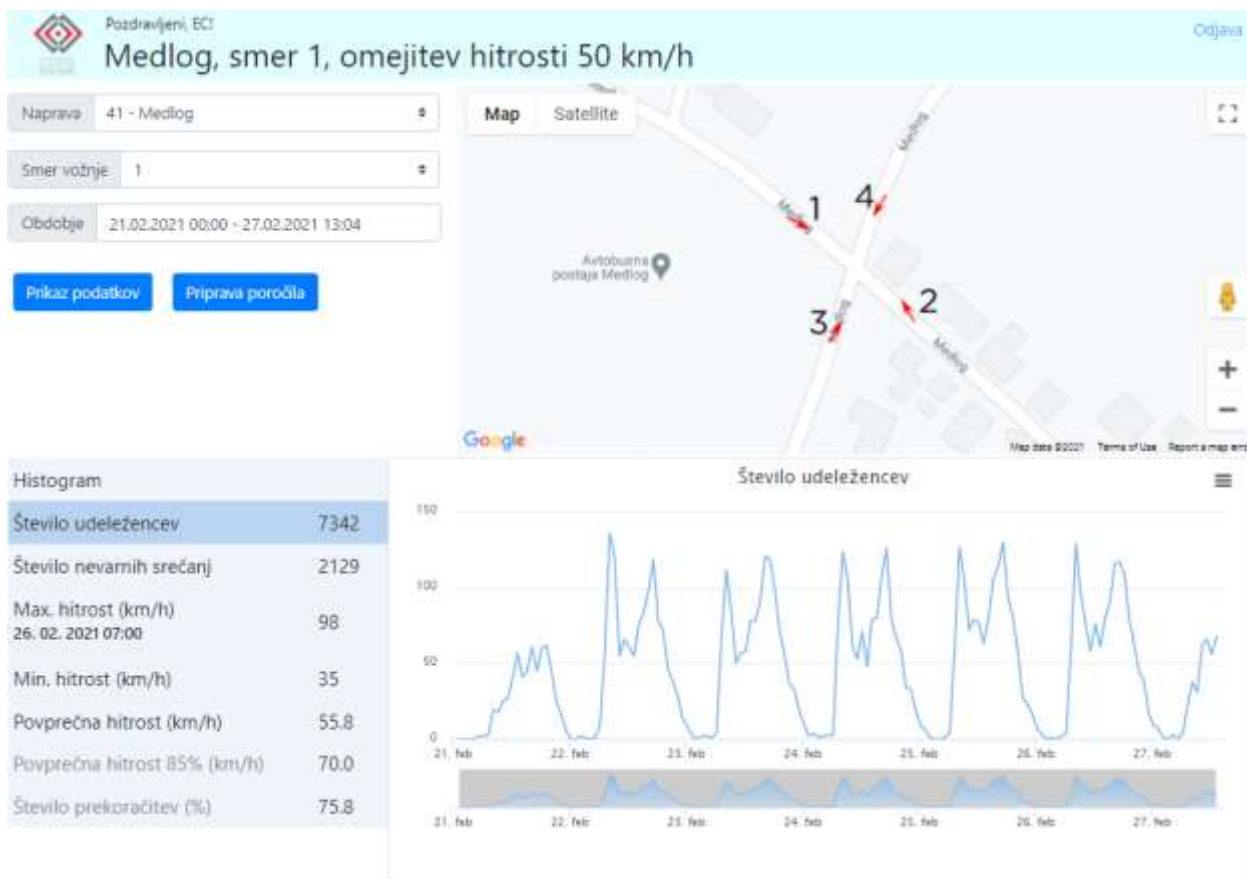 Pozdravljeni, EC!
Odjava
Medlog, smer 1, omejitev hitrosti 50 km/h
Naprava 41 - Medlog
Smer vožnje 1
Obdobje 21.02.2021 00:00 - 27.02.2021 13:04
Prikaz podatkov Priprava poročila
Map Satellite
Medlog
4
1
Medlog
Avtobusna
postaja Medlog
2
3
Medlog
Google
Map data ©2021 Terms of Use Report a map error
Histogram
Število udeležencev 7342
Število nevarnih srečanj 2129
Max. hitrost (km/h) 98
26. 02. 2021 07:00
Min. hitrost (km/h) 35
Povprečna hitrost (km/h) 55.8
Povprečna hitrost 85% (km/h) 70.0
Število prekoračitev (%) 75.8
Število udeležencev
150
100
50
0
21. feb 22. feb 23. feb 24. feb 25. feb 26. feb 27. feb
21. feb 22. feb 23. feb 24. feb 25. feb 26. feb 27. feb